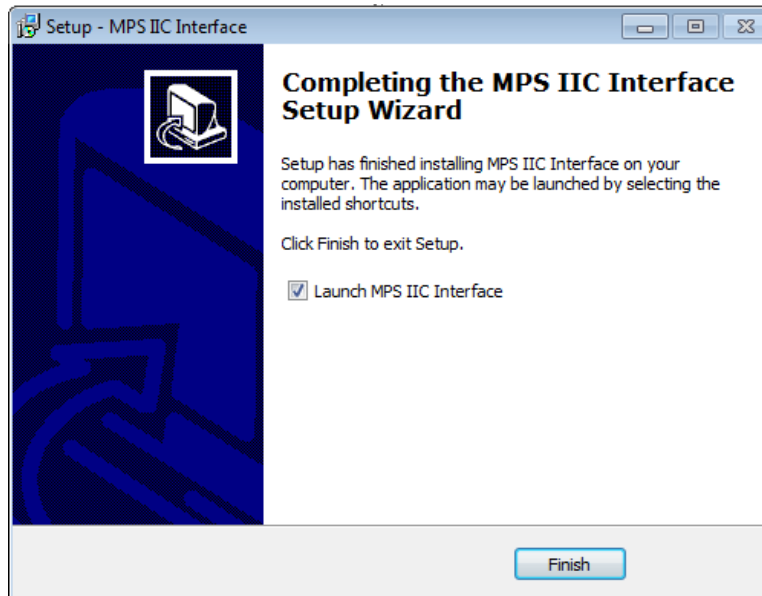 Setup - MPS IIC Interface
Completing the MPS IIC Interface
Setup Wizard
Setup has finished installing MPS IIC Interface on your
computer. The application may be launched by selecting the
installed shortcuts.
Click Finish to exit Setup.
Launch MPS IIC Interface
Finish